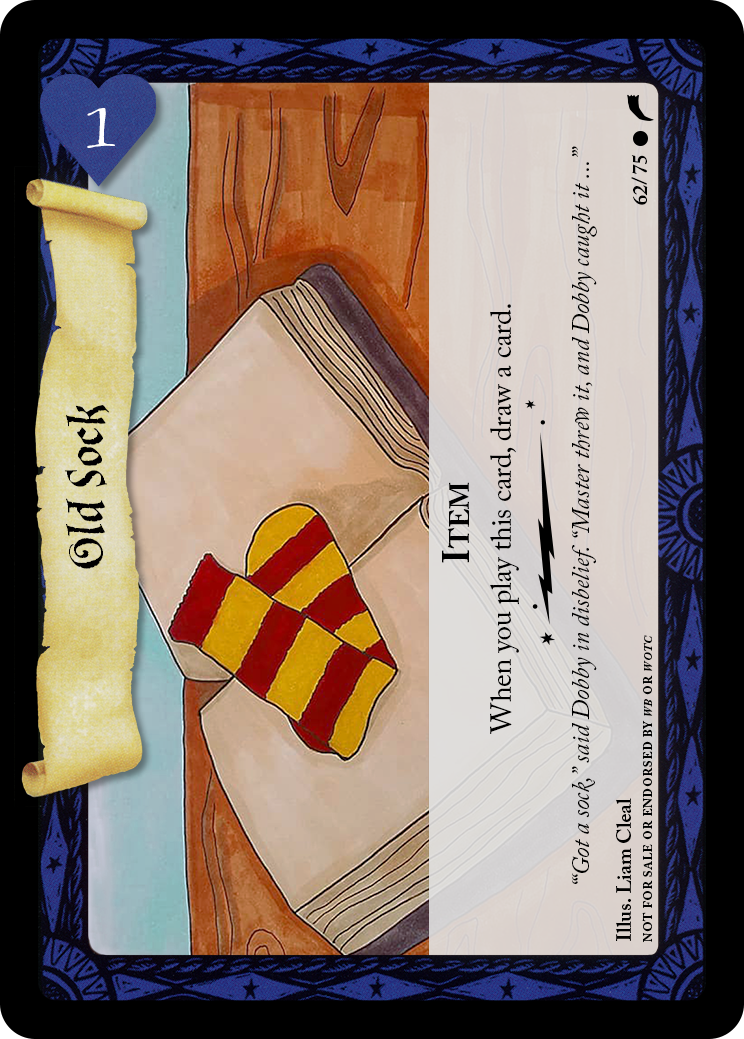 1
Old Sock
ITEM
When you play this card, draw a card.
“Got a sock,” said Dobby in disbelief. “Master threw it, and Dobby caught it ...”
Illus. Liam Cleal
62/75
NOT FOR SALE OR ENDORSED BY WB OR WOTC